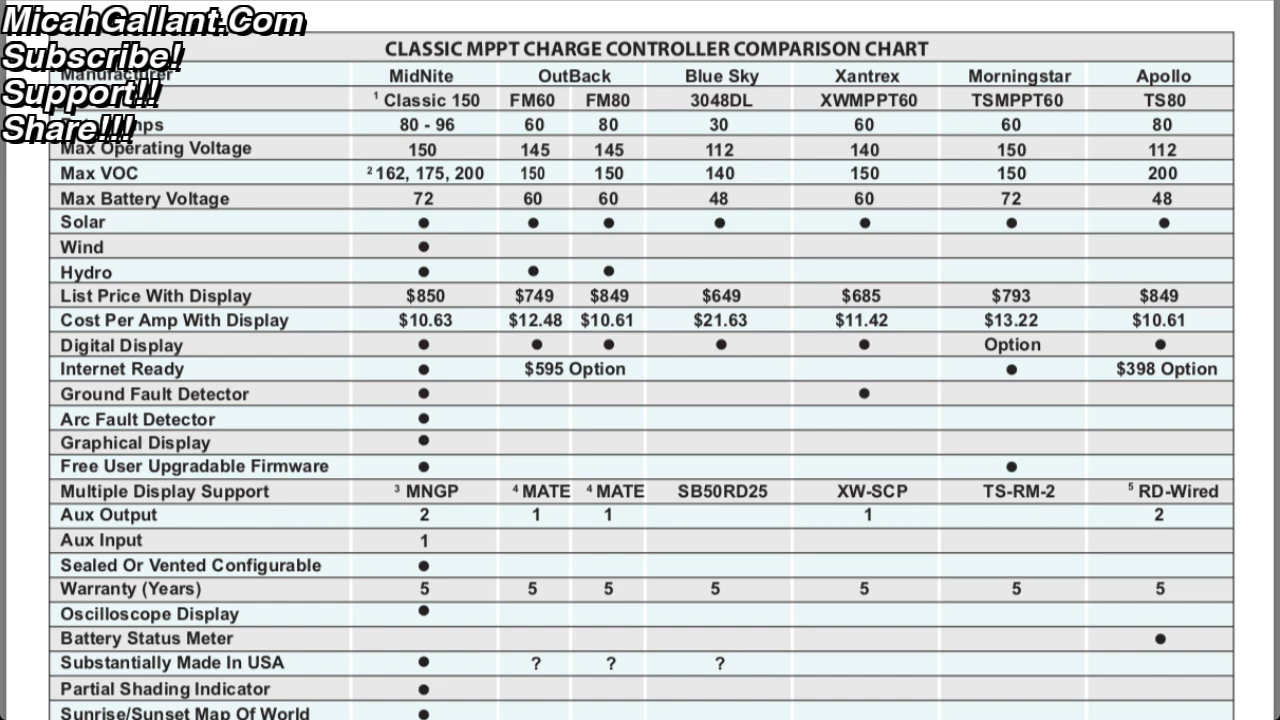 MicahGallant.Com
Subscribe!
Support!!
Share!!!
CLASSIC MPPT CHARGE CONTROLLER COMPARISON CHART
Manufacturer MidNite OutBack Blue Sky Xantrex Morningstar Apollo
1 Classic 150 FM60 FM80 3048DL XWMPPT60 TSMPPT60 TS80
80 - 96 60 80 30 60 60 80
Max Operating Voltage 150 145 145 112 140 150 112
Max VOC 2 162, 175, 200 150 150 140 150 150 200
Max Battery Voltage 72 60 60 48 60 72 48
Solar ● ● ● ● ● ● ●
Wind ●
Hydro ● ● ●
List Price With Display $850 $749 $849 $649 $685 $793 $849
Cost Per Amp With Display $10.63 $12.48 $10.61 $21.63 $11.42 $13.22 $10.61
Digital Display ● ● ● ● ● Option ●
Internet Ready ● $595 Option ● $398 Option
Ground Fault Detector ● ●
Arc Fault Detector ●
Graphical Display ●
Free User Upgradable Firmware ● ●
Multiple Display Support 3 MNGP 4 MATE 4 MATE SB50RD25 XW-SCP TS-RM-2 5 RD-Wired
Aux Output 2 1 1 1 2
Aux Input 1
Sealed Or Vented Configurable ●
Warranty (Years) 5 5 5 5 5 5 5
Oscilloscope Display ●
Battery Status Meter ●
Substantially Made In USA ● ? ? ?
Partial Shading Indicator ●
Sunrise/Sunset Map Of World ●